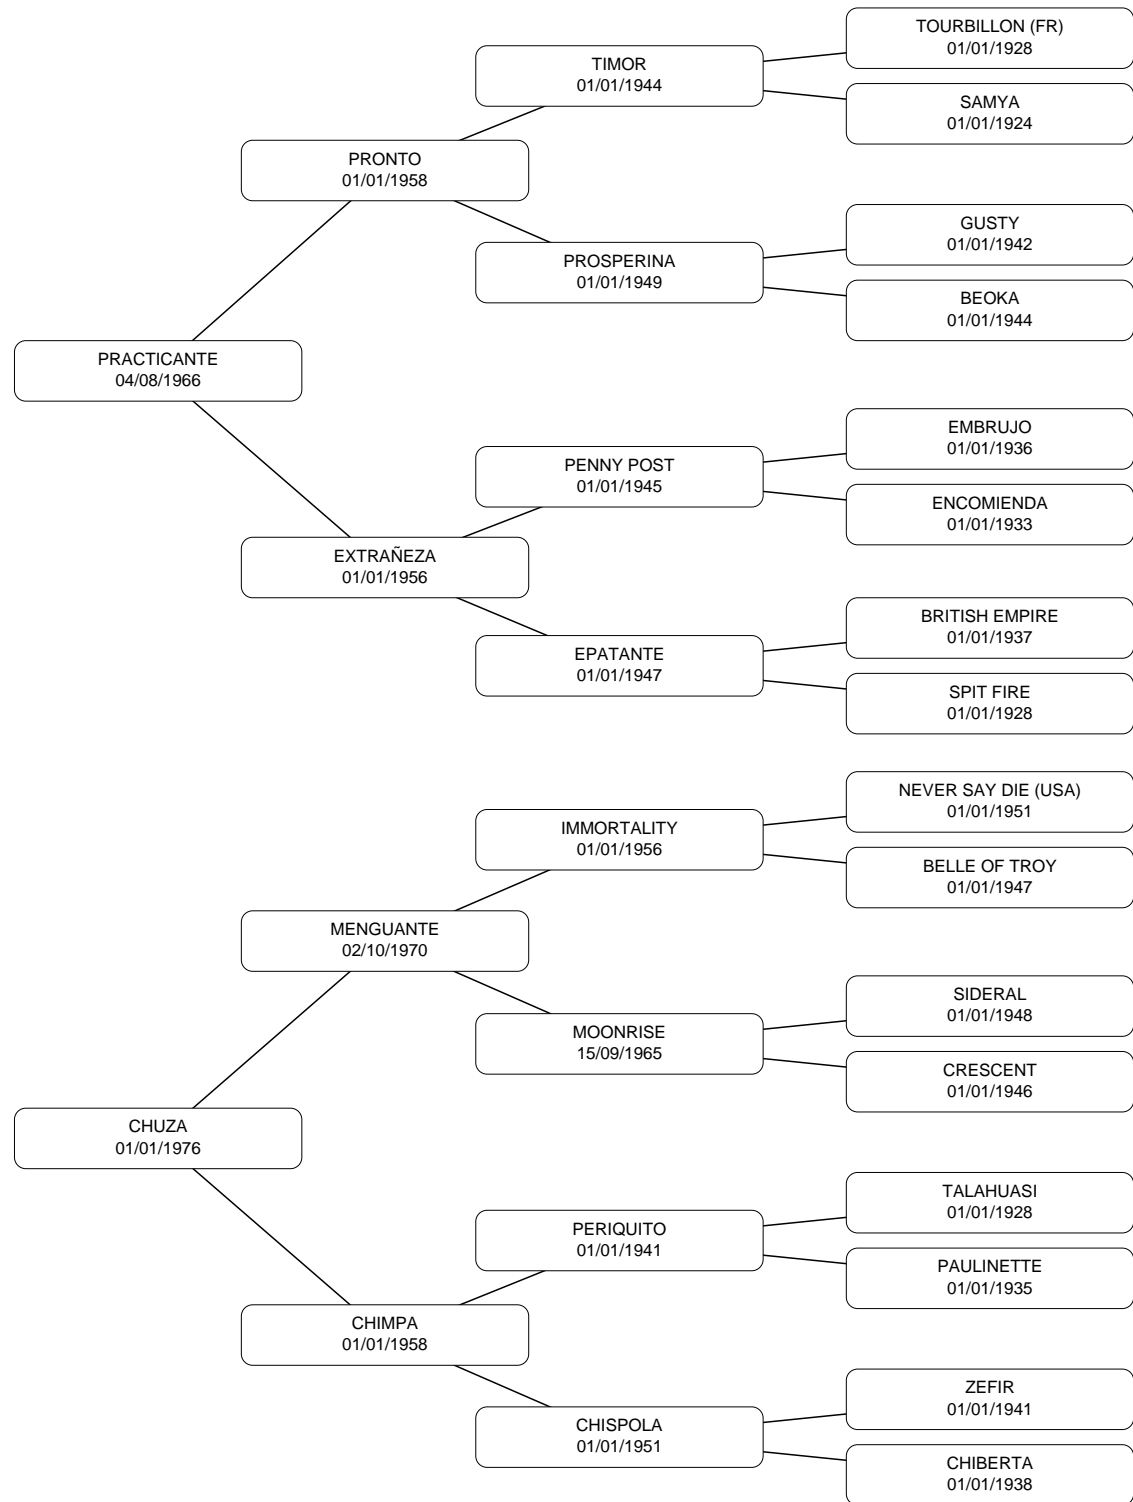 TOURBILLON (FR)
01/01/1928
TIMOR
01/01/1944
SAMYA
01/01/1924
PRONTO
01/01/1958
GUSTY
01/01/1942
PROSPERINA
01/01/1949
BEOKA
01/01/1944
PRACTICANTE
04/08/1966
EMBRUJO
01/01/1936
PENNY POST
01/01/1945
ENCOMIENDA
01/01/1933
EXTRAÑEZA
01/01/1956
BRITISH EMPIRE
01/01/1937
EPATANTE
01/01/1947
SPIT FIRE
01/01/1928
NEVER SAY DIE (USA)
01/01/1951
IMMORTALITY
01/01/1956
BELLE OF TROY
01/01/1947
MENGUANTE
02/10/1970
SIDERAL
01/01/1948
MOONRISE
15/09/1965
CRESCENT
01/01/1946
CHUZA
01/01/1976
TALAHUASI
01/01/1928
PERIQUITO
01/01/1941
PAULINETTE
01/01/1935
CHIMPA
01/01/1958
ZEFIR
01/01/1941
CHISPOLA
01/01/1951
CHIBERTA
01/01/1938